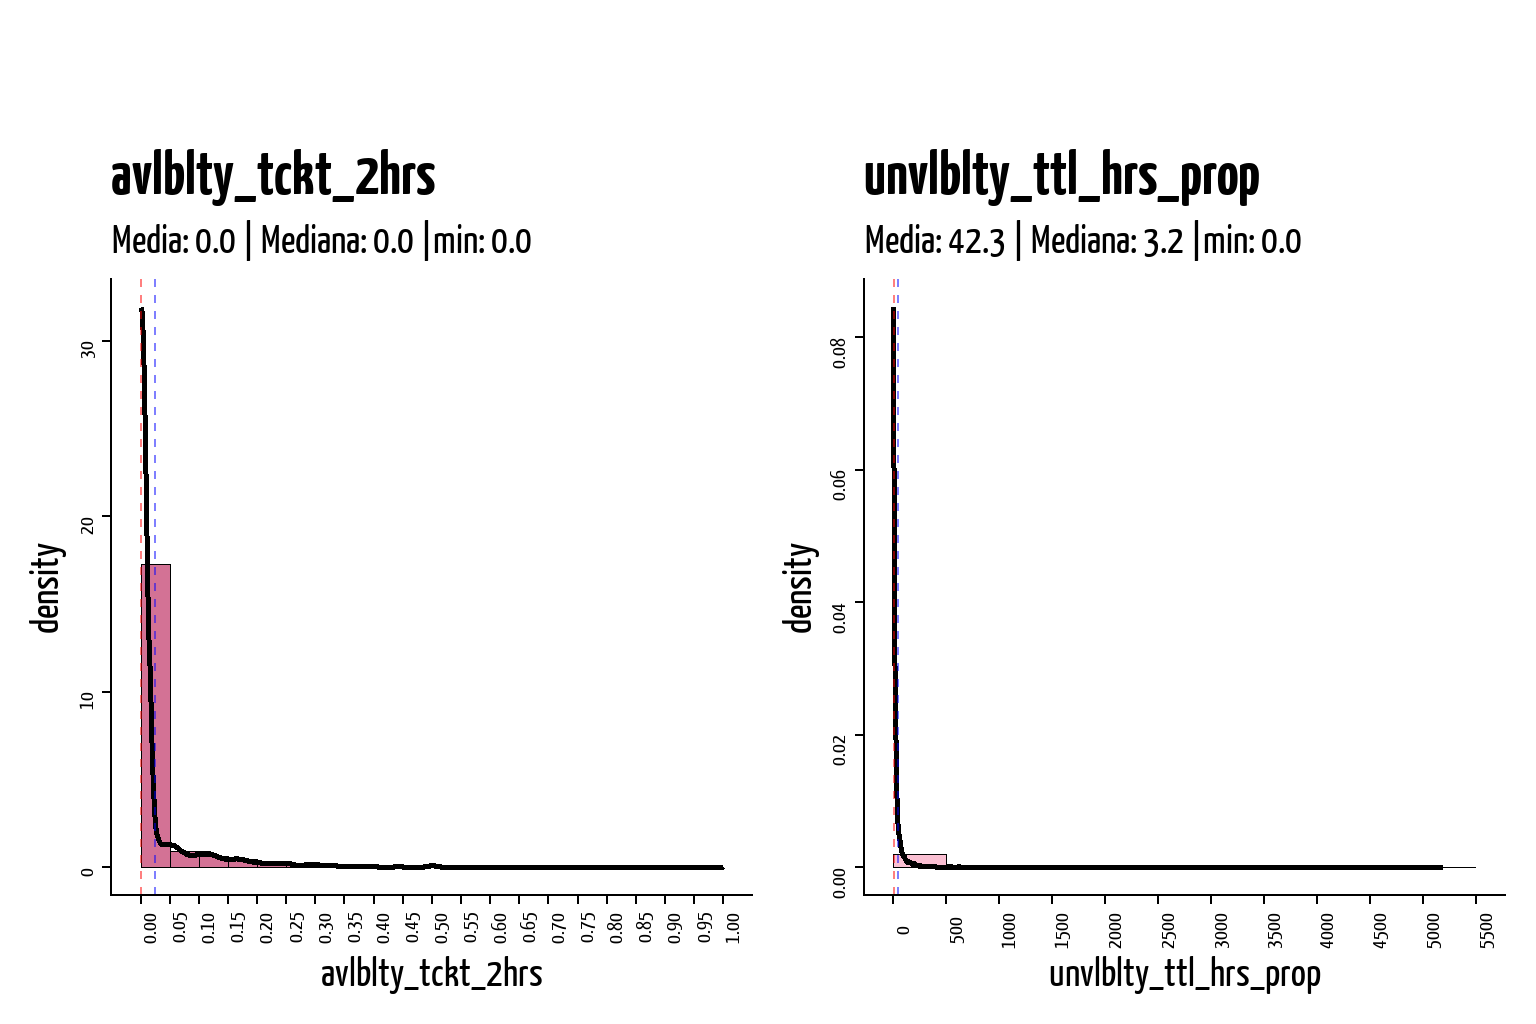 avlblty_tckt_2hrs
Media: 0.0 | Mediana: 0.0 |min: 0.0
density
30
20
10
0
0.00 0.05 0.10 0.15 0.20 0.25 0.30 0.35 0.40 0.45 0.50 0.55 0.60 0.65 0.70 0.75 0.80 0.85 0.90 0.95 1.00
avlblty_tckt_2hrs
unvlblty_ttl_hrs_prop
Media: 42.3 | Mediana: 3.2 |min: 0.0
density
0.08
0.06
0.04
0.02
0.00
0 500 1000 1500 2000 2500 3000 3500 4000 4500 5000 5500
unvlblty_ttl_hrs_prop